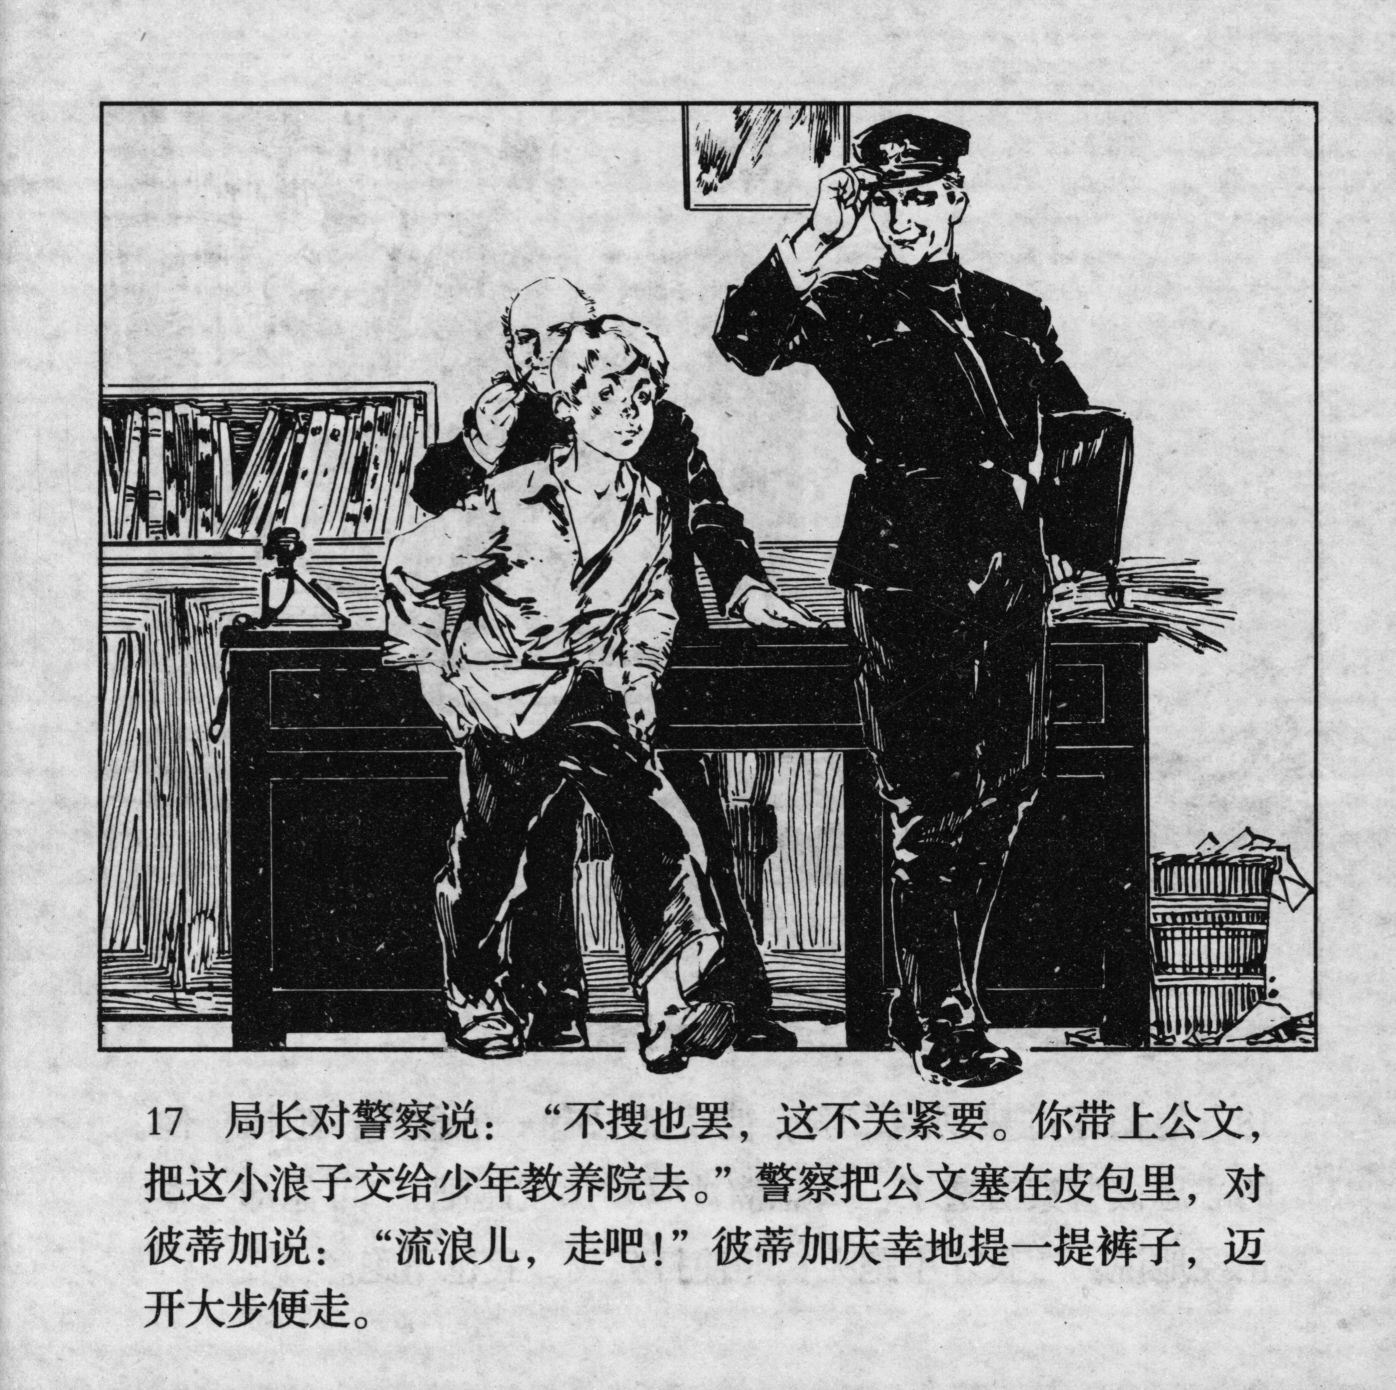 17 局长对警察说：“不搜也罢，这不关紧要。你带上公文，
把这小浪子交给少年教养院去。”警察把公文塞在皮包里，对
彼蒂加说：“流浪儿，走吧！”彼蒂加庆幸地提一提裤子，迈
开大步便走。